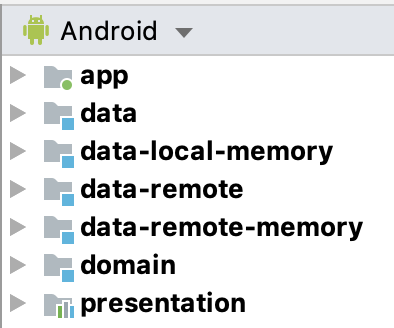 Android
app
data
data-local-memory
data-remote
data-remote-memory
domain
presentation